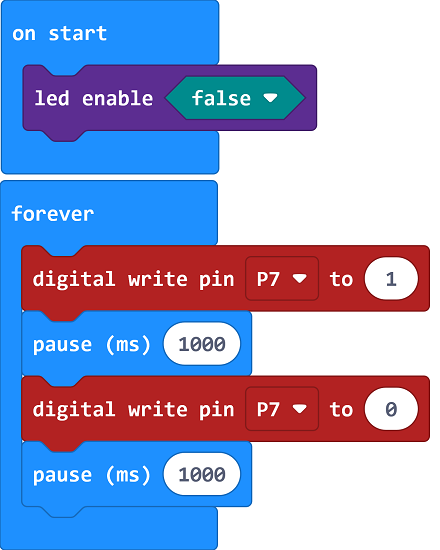 on start
led enable false
forever
digital write pin P7 to 1
pause (ms) 1000
digital write pin P7 to 0
pause (ms) 1000